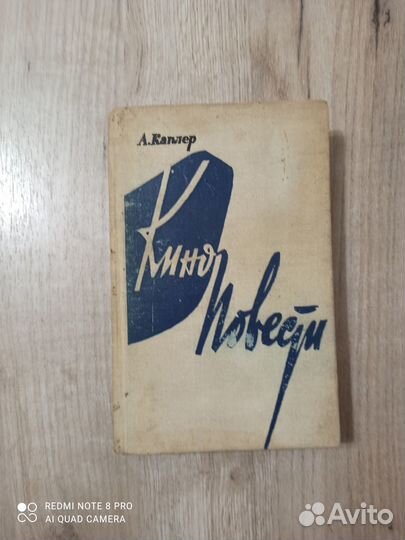 А.Каплер
Кино
Повести
REDMI NOTE 8 PRO
AI QUAD CAMERA
Avito